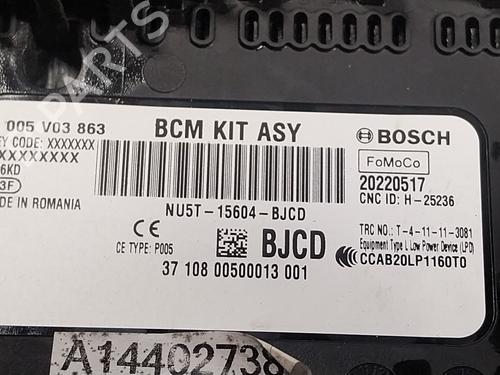 005 V03 863
BCM KIT ASY
BOSCH
KEY CODE: XXXXXXX
XXXXXXXXX
FoMoCo
6KD
20220517
3F
CNC ID: H-25236
MADE IN ROMANIA
NU5T-15604-BJCD
CE
CE TYPE: P005
BJCD
TRC NO.: T-4-11-11-3081
Equipment Type I, Low Power Device (LPD)
CCAB20LP1160T0
37 108 00500013 001
A14402738